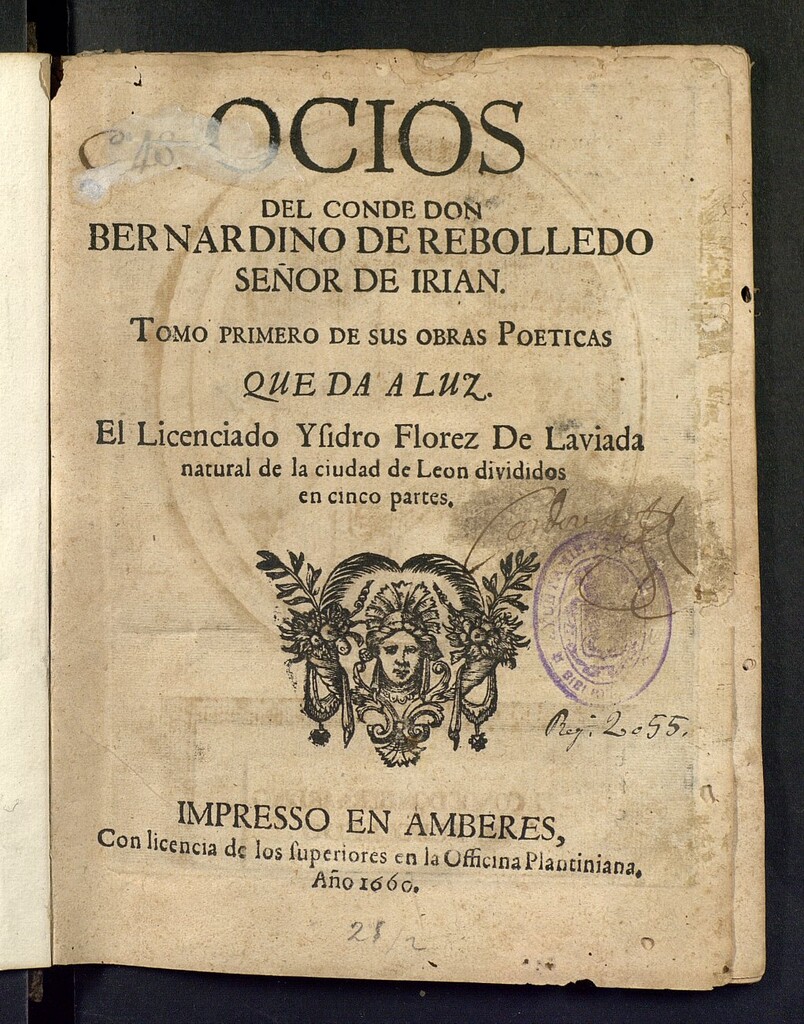 OCIOS
DEL CONDE DON
BERNARDINO DE REBOLLEDO
SEÑOR DE IRIAN.
TOMO PRIMERO DE SUS OBRAS POETICAS
QUE DA A LUZ.
El Licenciado Yſidro Florez De Laviada
natural de la ciudad de Leon divididos
en cinco partes.
Reg. 2055.
IMPRESSO EN AMBERES,
Con licencia de los ſuperiores en la Officina Plantiniana.
Año 1660.